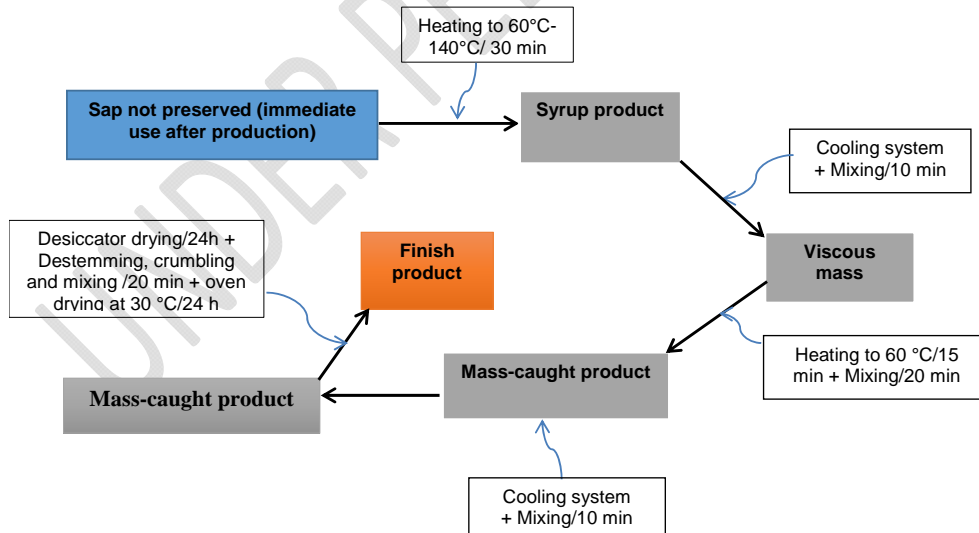 Heating to 60°C-
140°C/ 30 min
Sap not preserved (immediate
use after production)
Syrup product
Cooling system
+ Mixing/10 min
Viscous
mass
Heating to 60 °C/15
min + Mixing/20 min
Mass-caught product
Cooling system
+ Mixing/10 min
Mass-caught product
Desiccator drying/24h +
Destemming, crumbling
and mixing /20 min + oven
drying at 30 °C/24 h
Finish
product
UNDER PE